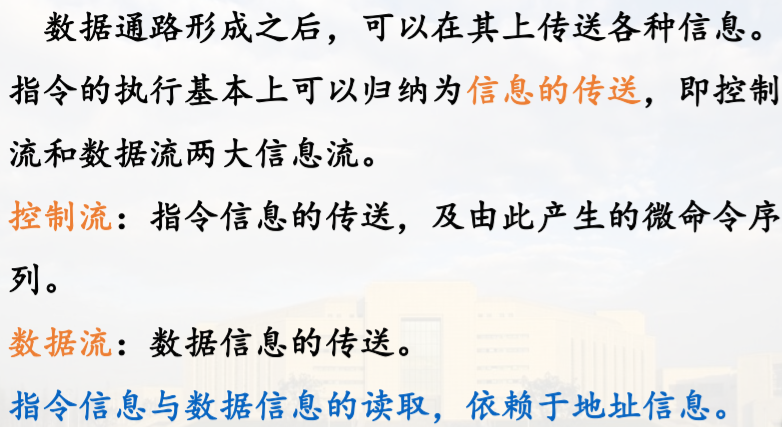 数据通路形成之后，可以在其上传送各种信息。
指令的执行基本上可以归纳为信息的传送，即控制
流和数据流两大信息流。
控制流：指令信息的传送，及由此产生的微命令序
列。
数据流：数据信息的传送。
指令信息与数据信息的读取，依赖于地址信息。